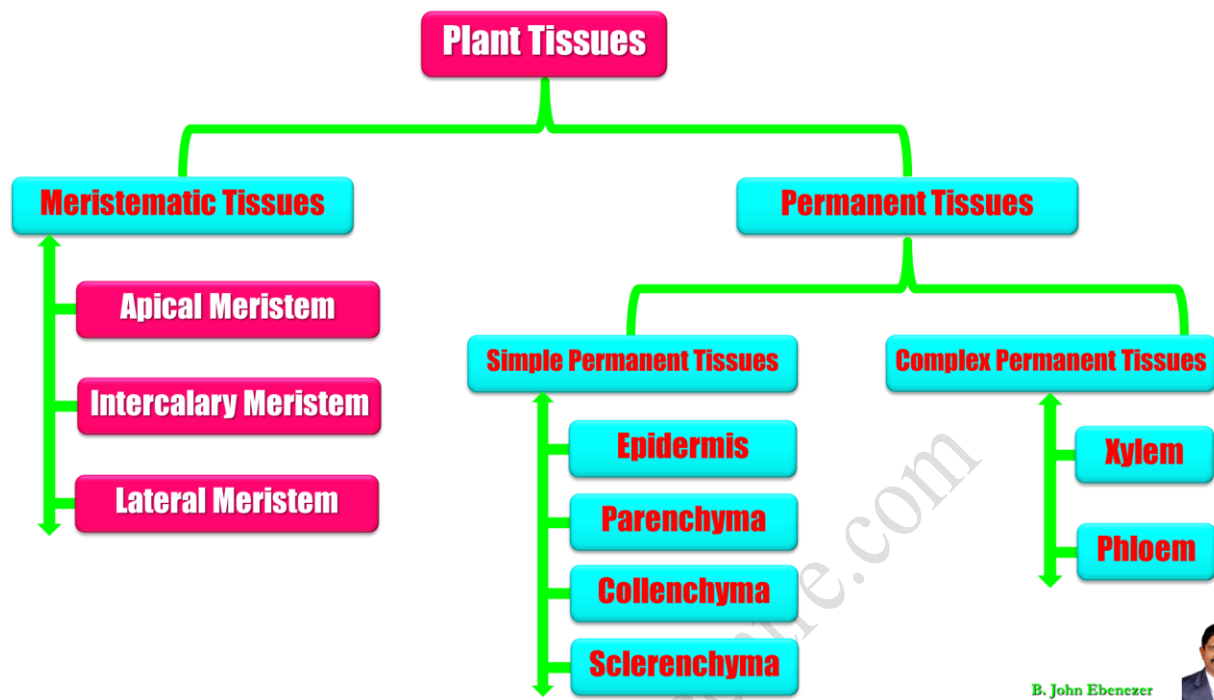 Plant Tissues
Meristematic Tissues
Permanent Tissues
Apical Meristem
Intercalary Meristem
Lateral Meristem
Simple Permanent Tissues
Complex Permanent Tissues
Epidermis
Parenchyma
Collenchyma
Sclerenchyma
Xylem
Phloem
B. John Ebenezer